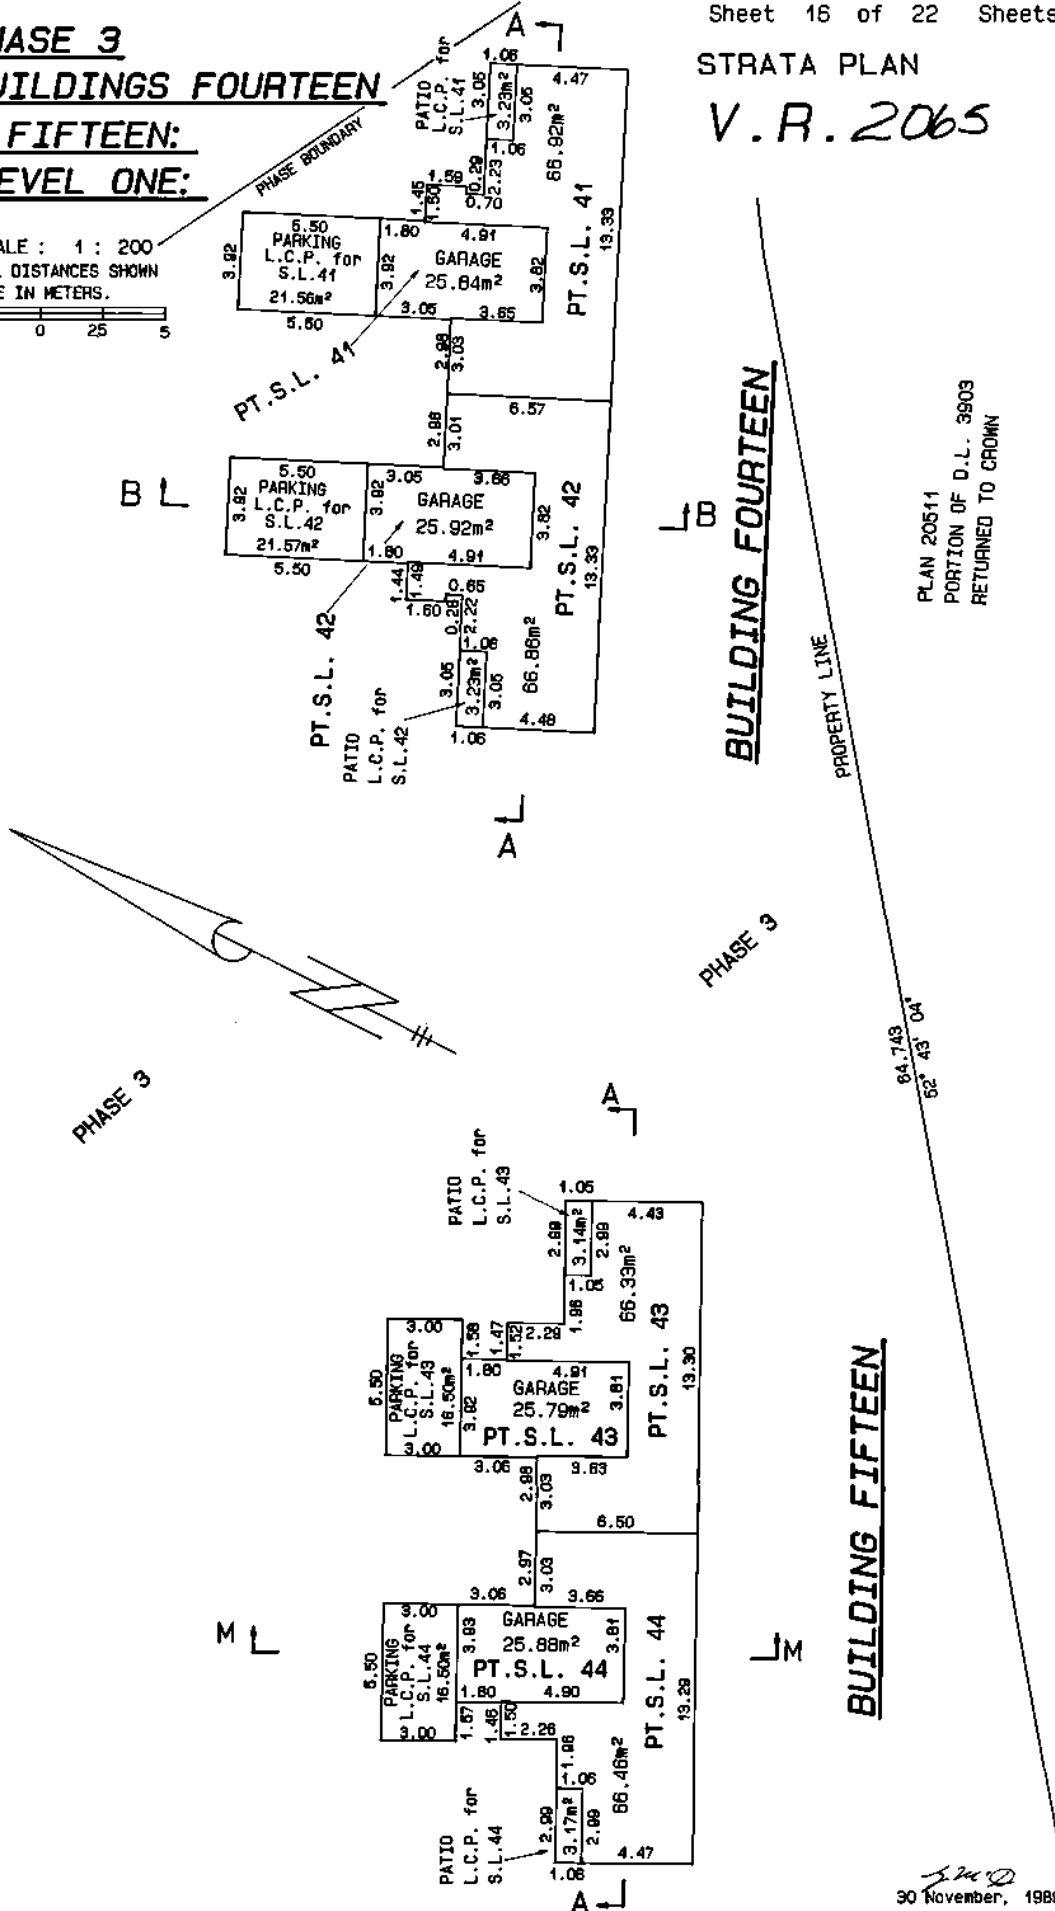 Sheet 16 of 22 Sheets
STRATA PLAN
V.R. 2065
HASE 3
UILDINGS FOURTEEN
FIFTEEN:
EVEL ONE:
ALE : 1 : 200
L DISTANCES SHOWN
E IN METERS.
0 2.5 5
PHASE BOUNDARY
A
PATIO
L.C.P. for
S.L.41
1.06
4.47
3.05
3.23m²
3.05
1.06
66.92m²
0.29
2.23
1.59
0.70
1.45
1.50
PT.S.L. 41
13.33
5.50
PARKING
L.C.P. for
S.L.41
21.56m²
3.92
5.50
1.80
4.91
GARAGE
25.84m²
3.92
3.82
3.05
3.65
PT.S.L. 41
2.98
3.03
6.57
2.98
3.01
B
5.50
PARKING
L.C.P. for
S.L.42
21.57m²
3.92
5.50
3.05
3.66
GARAGE
25.92m²
3.92
3.82
1.80
4.91
B
PT.S.L. 42
13.33
1.44
1.49
0.65
1.60
0.28
2.22
1.06
PT.S.L. 42
66.86m²
3.05
3.23m²
3.05
4.48
1.06
PATIO
L.C.P. for
S.L.42
A
BUILDING FOURTEEN
PLAN 20511
PORTION OF D.L. 3903
RETURNED TO CROWN
PROPERTY LINE
PHASE 3
PHASE 3
64.743
52° 43' 04"
A
PATIO
L.C.P. for
S.L.43
1.05
4.43
2.99
3.14m²
2.99
1.05
66.33m²
1.96
2.29
1.58
1.47
1.52
3.00
5.50
PARKING
L.C.P. for
S.L.43
16.50m²
3.00
1.80
4.91
GARAGE
25.79m²
PT.S.L. 43
3.92
3.81
3.06
3.63
PT.S.L. 43
13.30
2.98
3.03
6.50
2.97
3.03
M
3.06
3.66
3.00
5.50
PARKING
L.C.P. for
S.L.44
16.50m²
3.00
GARAGE
25.88m²
PT.S.L. 44
3.93
3.81
1.80
4.90
M
PT.S.L. 44
13.29
1.57
1.46
1.50
2.26
1.96
1.06
66.46m²
2.99
3.17m²
2.99
4.47
1.06
PATIO
L.C.P. for
S.L.44
A
BUILDING FIFTEEN
30 November, 198